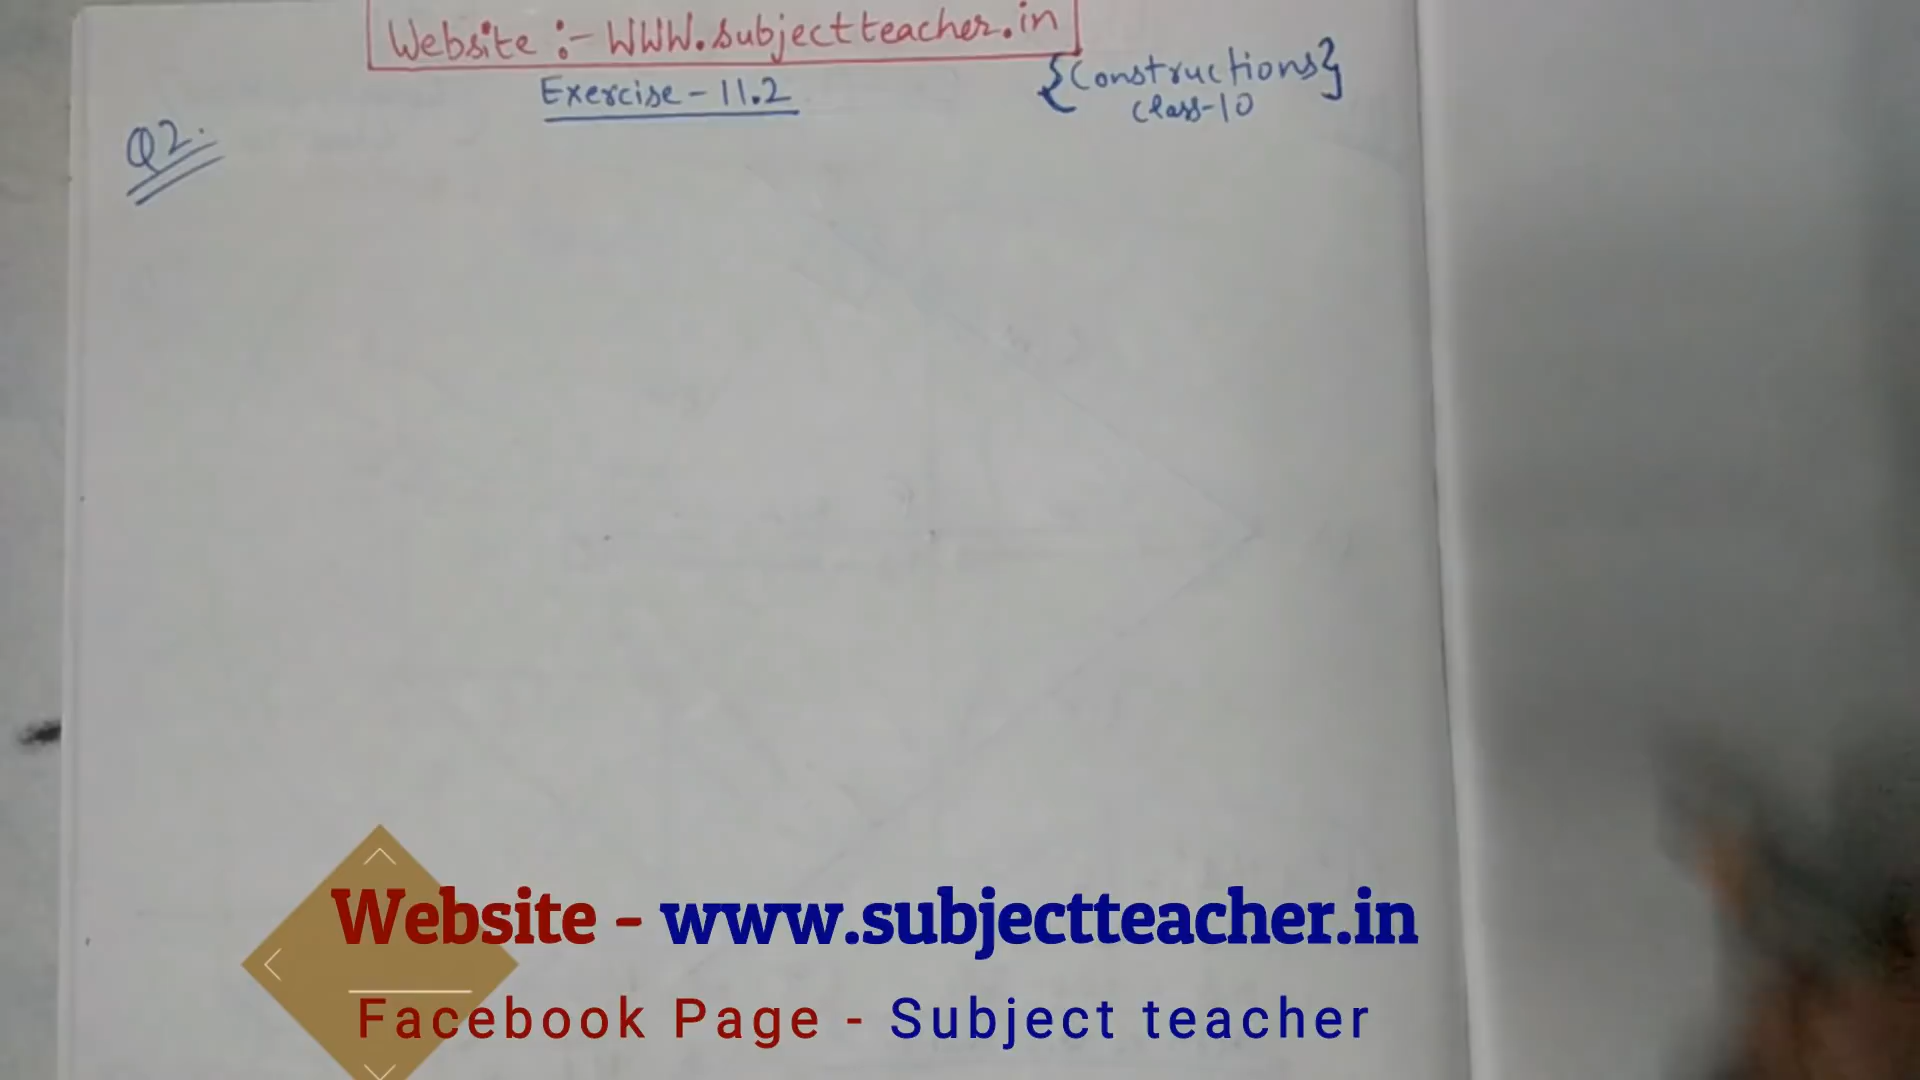 Website :- WWW.subjectteacher.in
Exercise - 11.2
{Constructions}
Class-10
Q2.
Website - www.subjectteacher.in
Facebook Page - Subject teacher